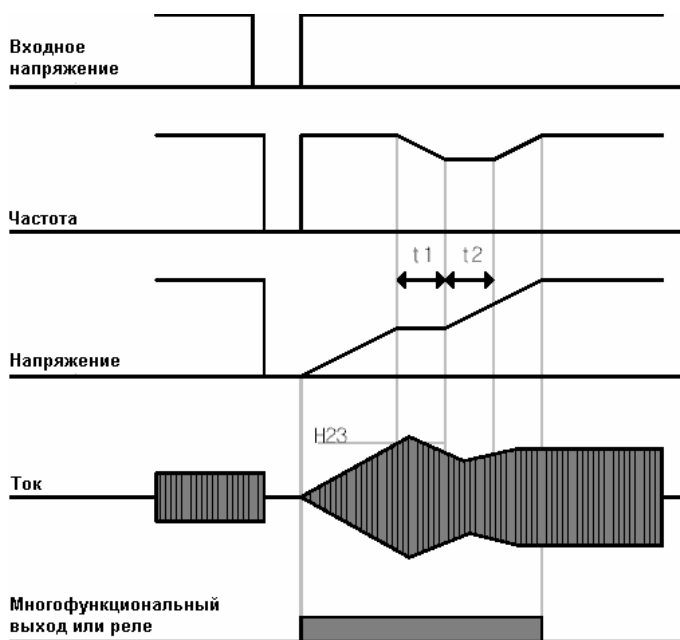 Входное
напряжение
Частота
t1 t2
Напряжение
H23
Ток
Многофункциональный
выход или реле